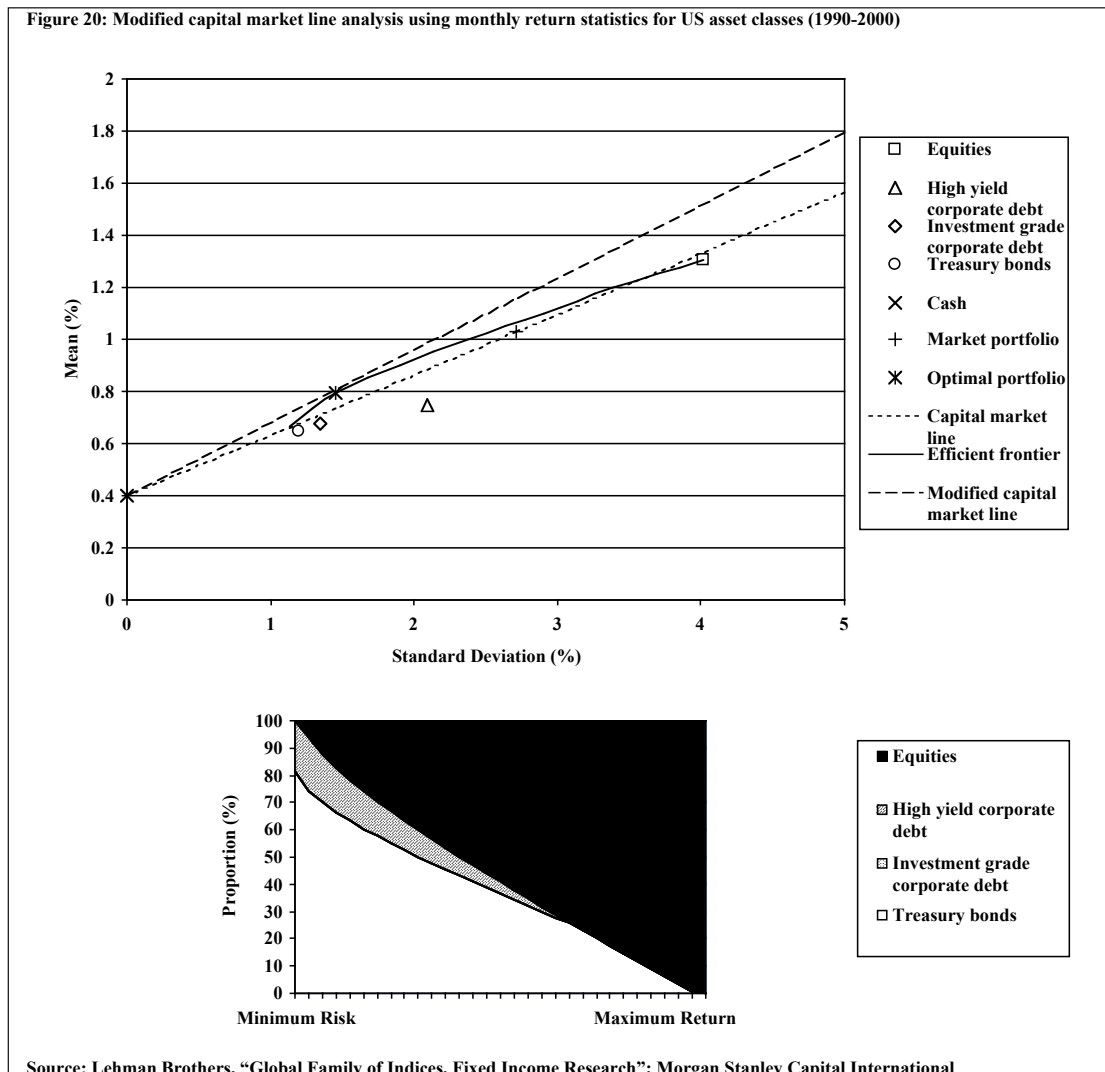 Figure 20: Modified capital market line analysis using monthly return statistics for US asset classes (1990-2000)
2
1.8
1.6
1.4
1.2
1
0.8
0.6
0.4
0.2
0
Mean (%)
0 1 2 3 4 5
Standard Deviation (%)
Equities
High yield
corporate debt
Investment grade
corporate debt
Treasury bonds
Cash
Market portfolio
Optimal portfolio
Capital market
line
Efficient frontier
Modified capital
market line
100
90
80
70
60
50
40
30
20
10
0
Proportion (%)
Minimum Risk Maximum Return
Equities
High yield corporate
debt
Investment grade
corporate debt
Treasury bonds
Source: Lehman Brothers, "Global Family of Indices, Fixed Income Research"; Morgan Stanley Capital International